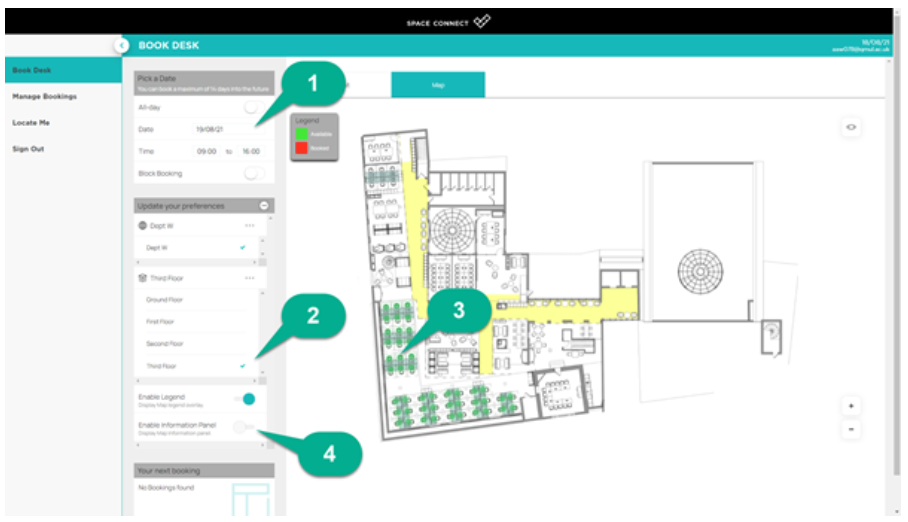 SPACE CONNECT
BOOK DESK
18/08/21
Book Desk
Manage Bookings
Locate Me
Sign Out
Pick a Date
You can book a maximum of 14 days into the future
All-day
Date 19/08/21
Time 09:00 to 16:00
Block Booking
1
Map
Legend
Available
Booked
Update your preferences
Dept W
Dept W
Third Floor
Ground Floor
First Floor
Second Floor
Third Floor
2
3
Enable Legend
Display Map legend overlay
Enable Information Panel
Display Map information panel
4
+
-
Your next booking
No Bookings found